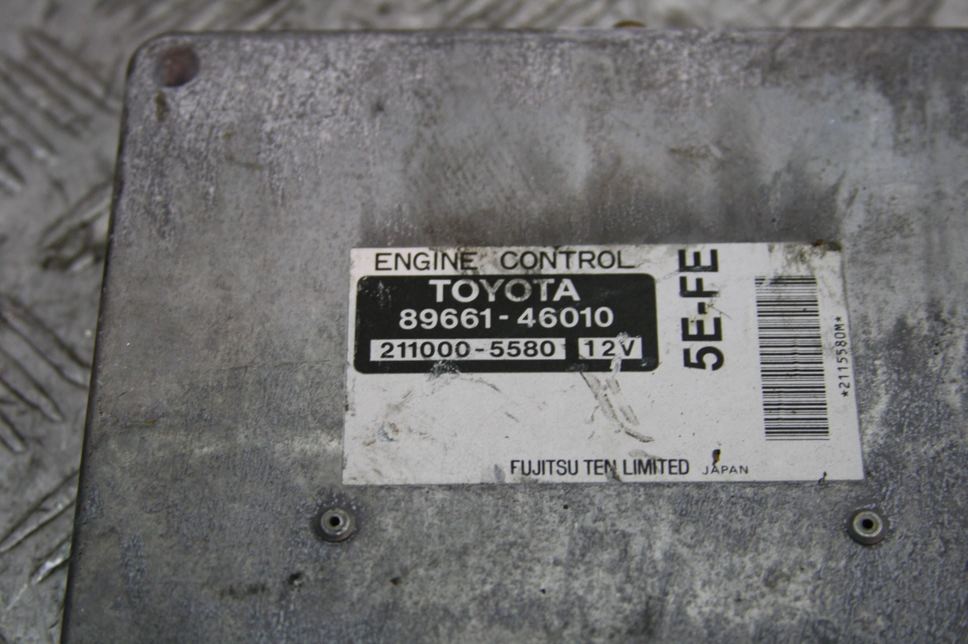 ENGINE CONTROL
TOYOTA
89661-46010
211000-5580 12V
5E-FE
*2115580M*
FUJITSU TEN LIMITED JAPAN